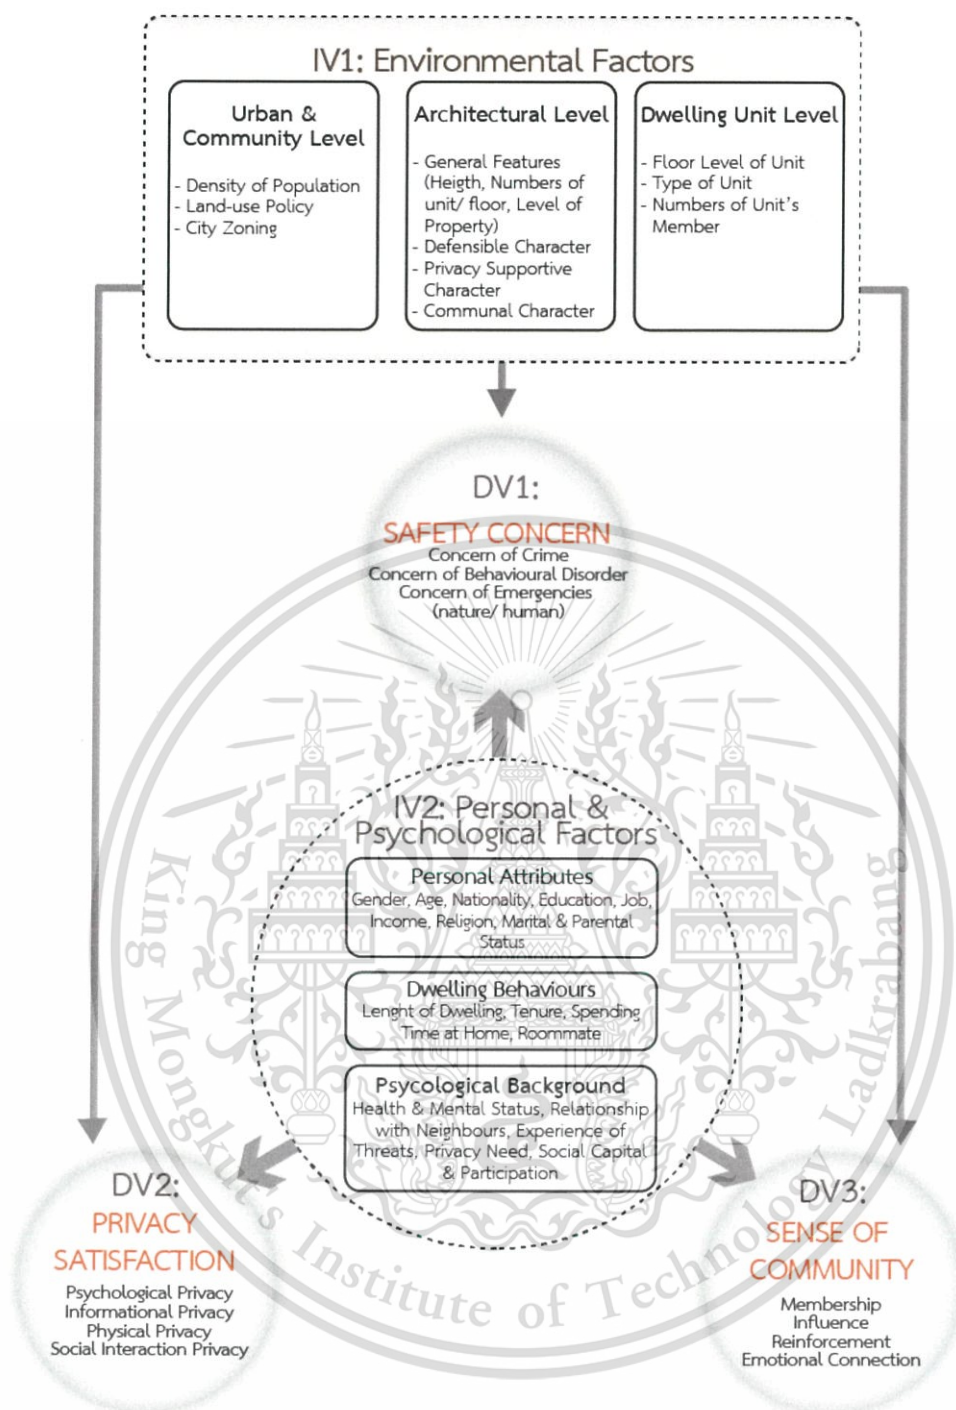 IV1: Environmental Factors
Urban &
Community Level
- Density of Population
- Land-use Policy
- City Zoning
Architectural Level
- General Features
(Heigth, Numbers of
unit/ floor, Level of
Property)
- Defensible Character
- Privacy Supportive
Character
- Communal Character
Dwelling Unit Level
- Floor Level of Unit
- Type of Unit
- Numbers of Unit's
Member
DV1:
SAFETY CONCERN
Concern of Crime
Concern of Behavioural Disorder
Concern of Emergencies
(nature/ human)
IV2: Personal &
Psychological Factors
Personal Attributes
Gender, Age, Nationality, Education, Job,
Income, Religion, Marital & Parental
Status
Dwelling Behaviours
Lenght of Dwelling, Tenure, Spending
Time at Home, Roommate
Psycological Background
Health & Mental Status, Relationship
with Neighbours, Experience of
Threats, Privacy Need, Social Capital
& Participation
DV2:
PRIVACY
SATISFACTION
Psychological Privacy
Informational Privacy
Physical Privacy
Social Interaction Privacy
DV3:
SENSE OF
COMMUNITY
Membership
Influence
Reinforcement
Emotional Connection
King Mongkut's Institute of Technology Ladkrabang